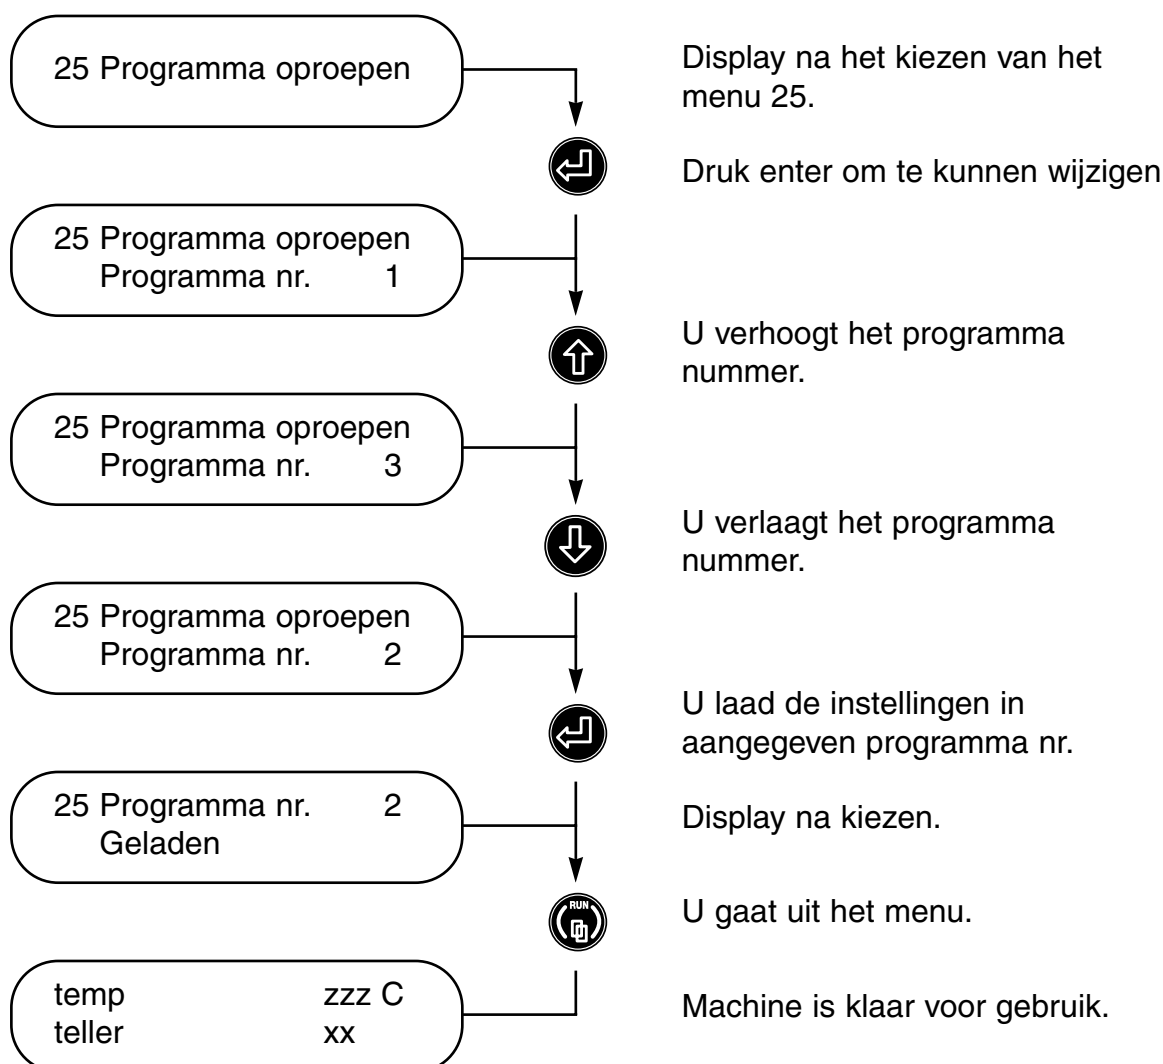 25 Programma oproepen
Display na het kiezen van het
menu 25.
Druk enter om te kunnen wijzigen
25 Programma oproepen
Programma nr. 1
U verhoogt het programma
nummer.
25 Programma oproepen
Programma nr. 3
U verlaagt het programma
nummer.
25 Programma oproepen
Programma nr. 2
U laad de instellingen in
aangegeven programma nr.
25 Programma nr. 2
Geladen
Display na kiezen.
RUN
U gaat uit het menu.
temp zzz C
teller xx
Machine is klaar voor gebruik.